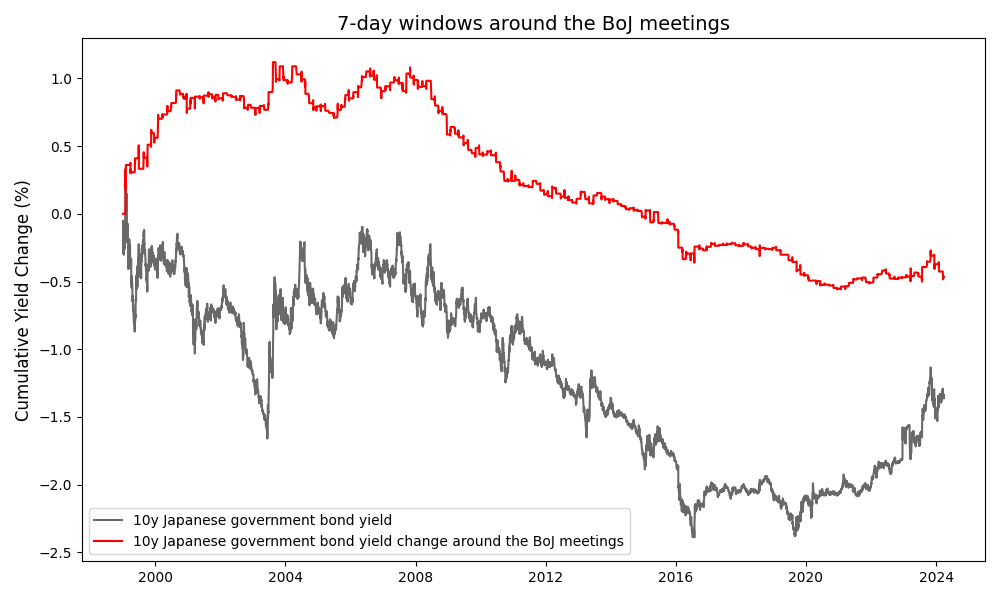 7-day windows around the BoJ meetings
Cumulative Yield Change (%)
1.0
0.5
0.0
−0.5
−1.0
−1.5
−2.0
−2.5
10y Japanese government bond yield
10y Japanese government bond yield change around the BoJ meetings
2000 2004 2008 2012 2016 2020 2024